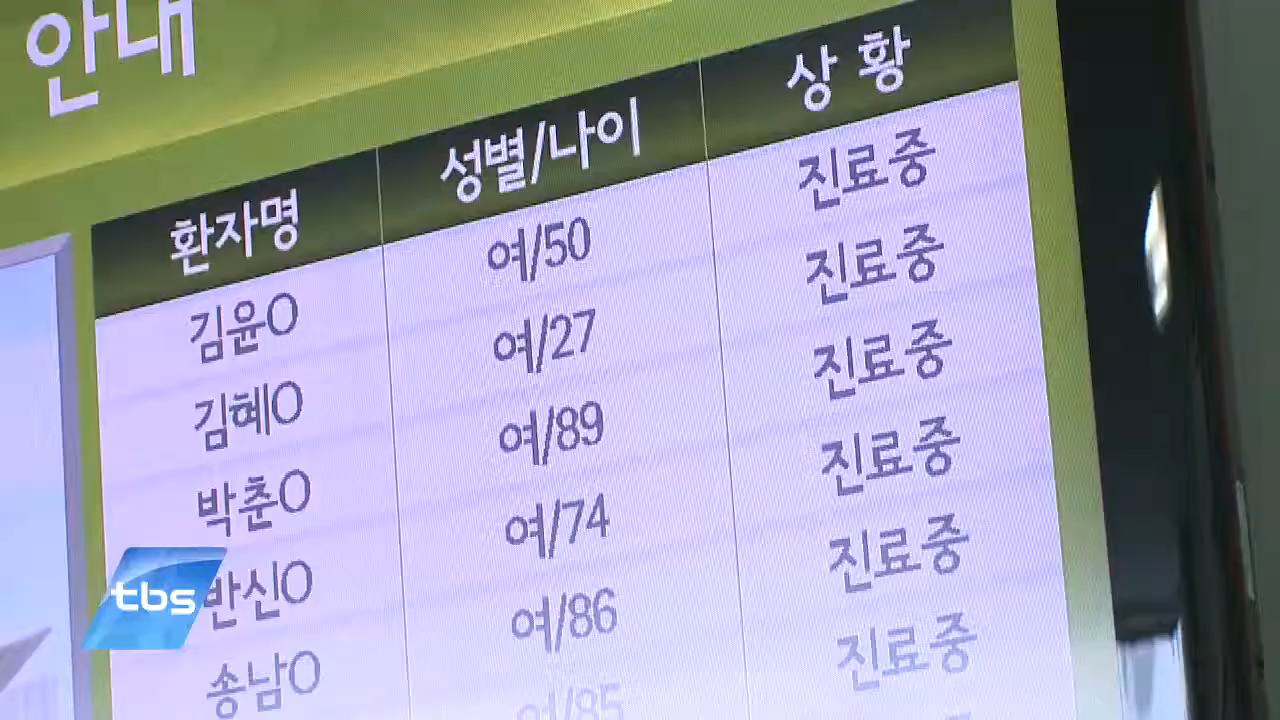 안내
환자명 성별/나이 상 황
김윤O 여/50 진료중
김혜O 여/27 진료중
박춘O 여/89 진료중
반신O 여/74 진료중
송남O 여/86 진료중
여/85 진료중
tbs